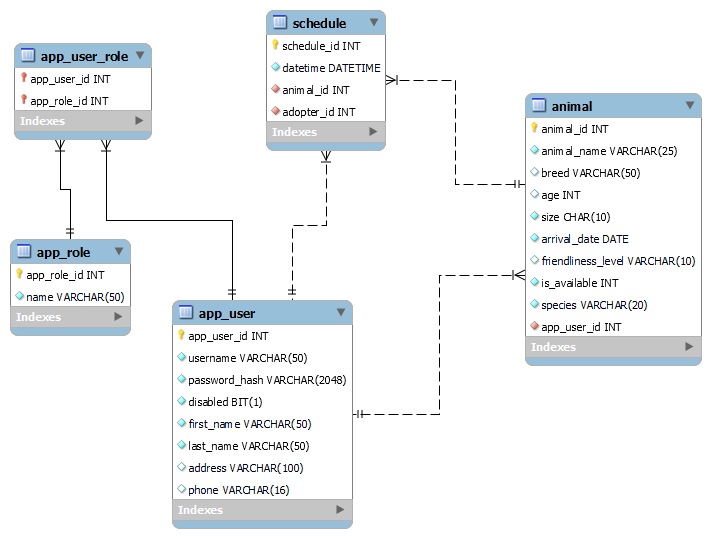 app_user_role
app_user_id INT
app_role_id INT
Indexes
schedule
schedule_id INT
datetime DATETIME
animal_id INT
adopter_id INT
Indexes
animal
animal_id INT
animal_name VARCHAR(25)
breed VARCHAR(50)
age INT
size CHAR(10)
arrival_date DATE
friendliness_level VARCHAR(10)
is_available INT
species VARCHAR(20)
app_user_id INT
Indexes
app_role
app_role_id INT
name VARCHAR(50)
Indexes
app_user
app_user_id INT
username VARCHAR(50)
password_hash VARCHAR(2048)
disabled BIT(1)
first_name VARCHAR(50)
last_name VARCHAR(50)
address VARCHAR(100)
phone VARCHAR(16)
Indexes